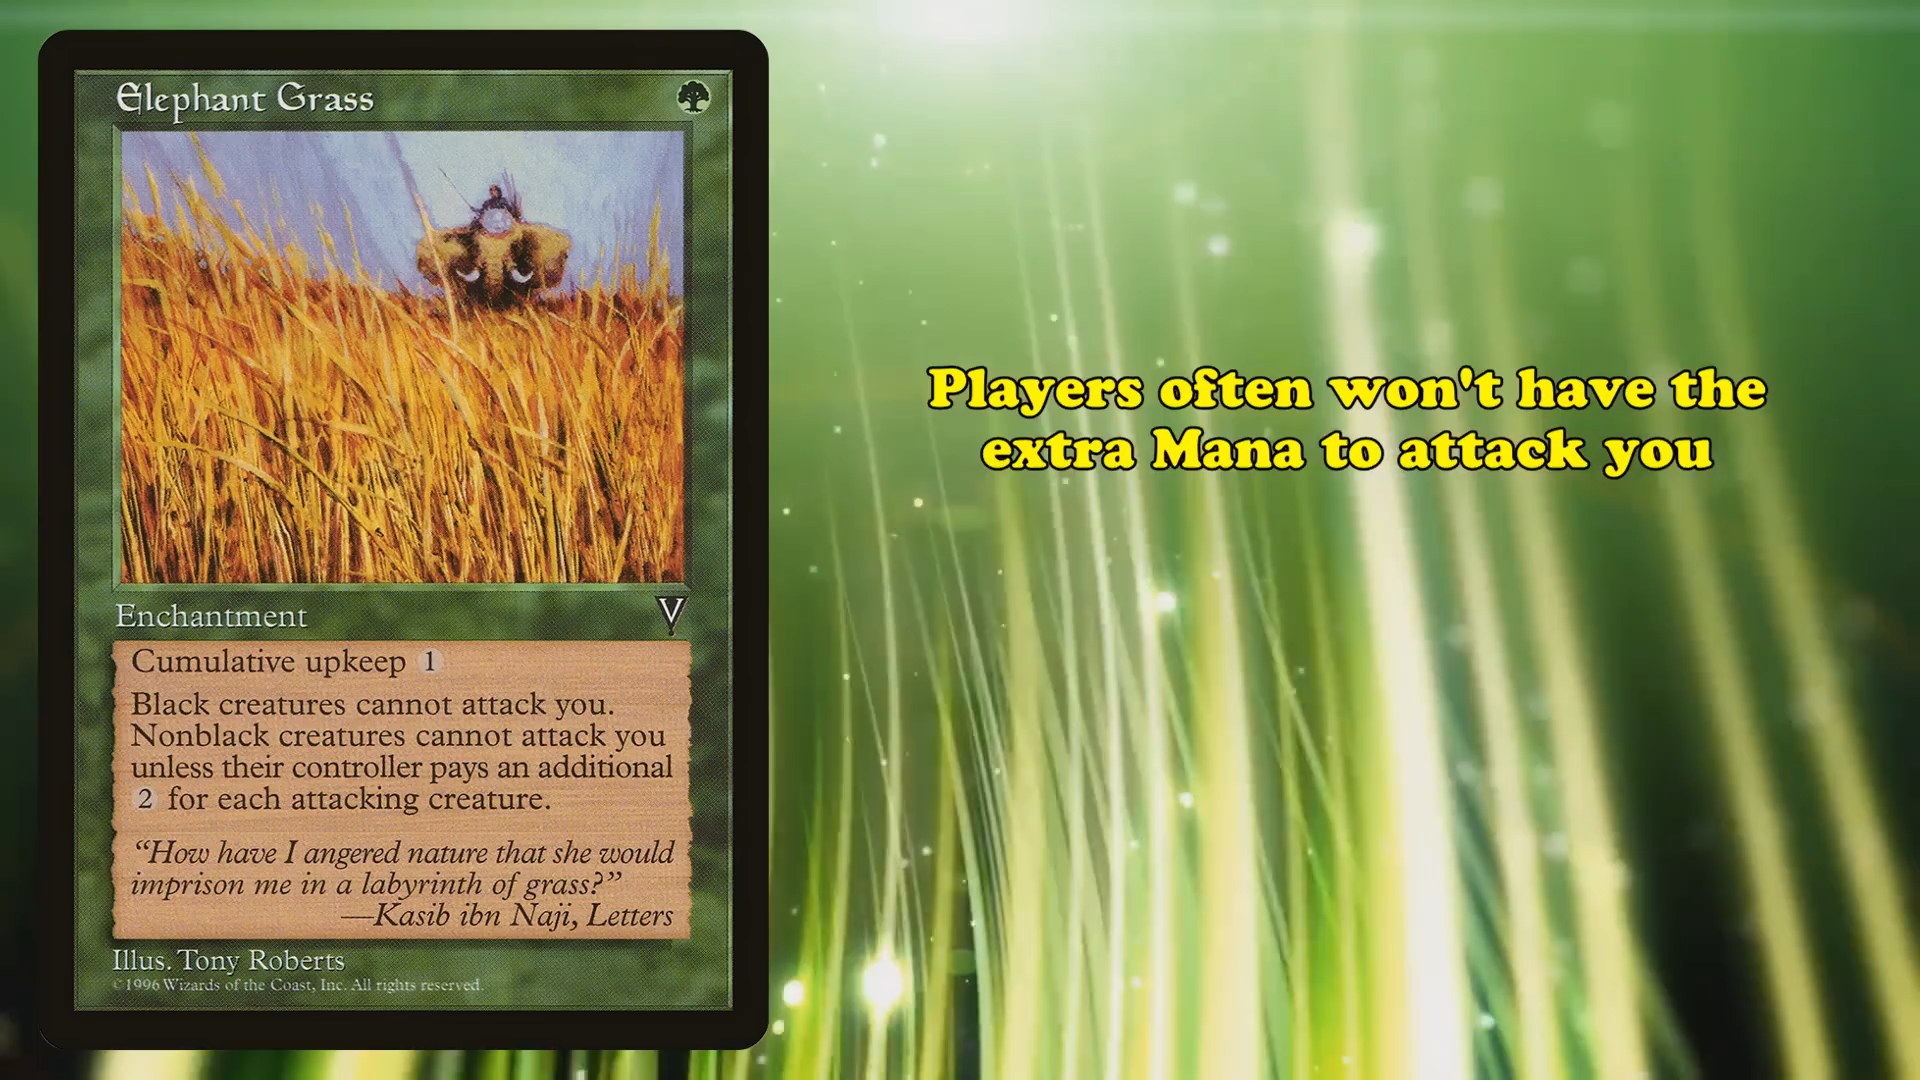 Elephant Grass
Enchantment
V
Cumulative upkeep 1
Black creatures cannot attack you.
Nonblack creatures cannot attack you
unless their controller pays an additional
2 for each attacking creature.
“How have I angered nature that she would
imprison me in a labyrinth of grass?”
—Kasib ibn Naji, Letters
Illus. Tony Roberts
©1996 Wizards of the Coast, Inc. All rights reserved.
Players often won't have the
extra Mana to attack you